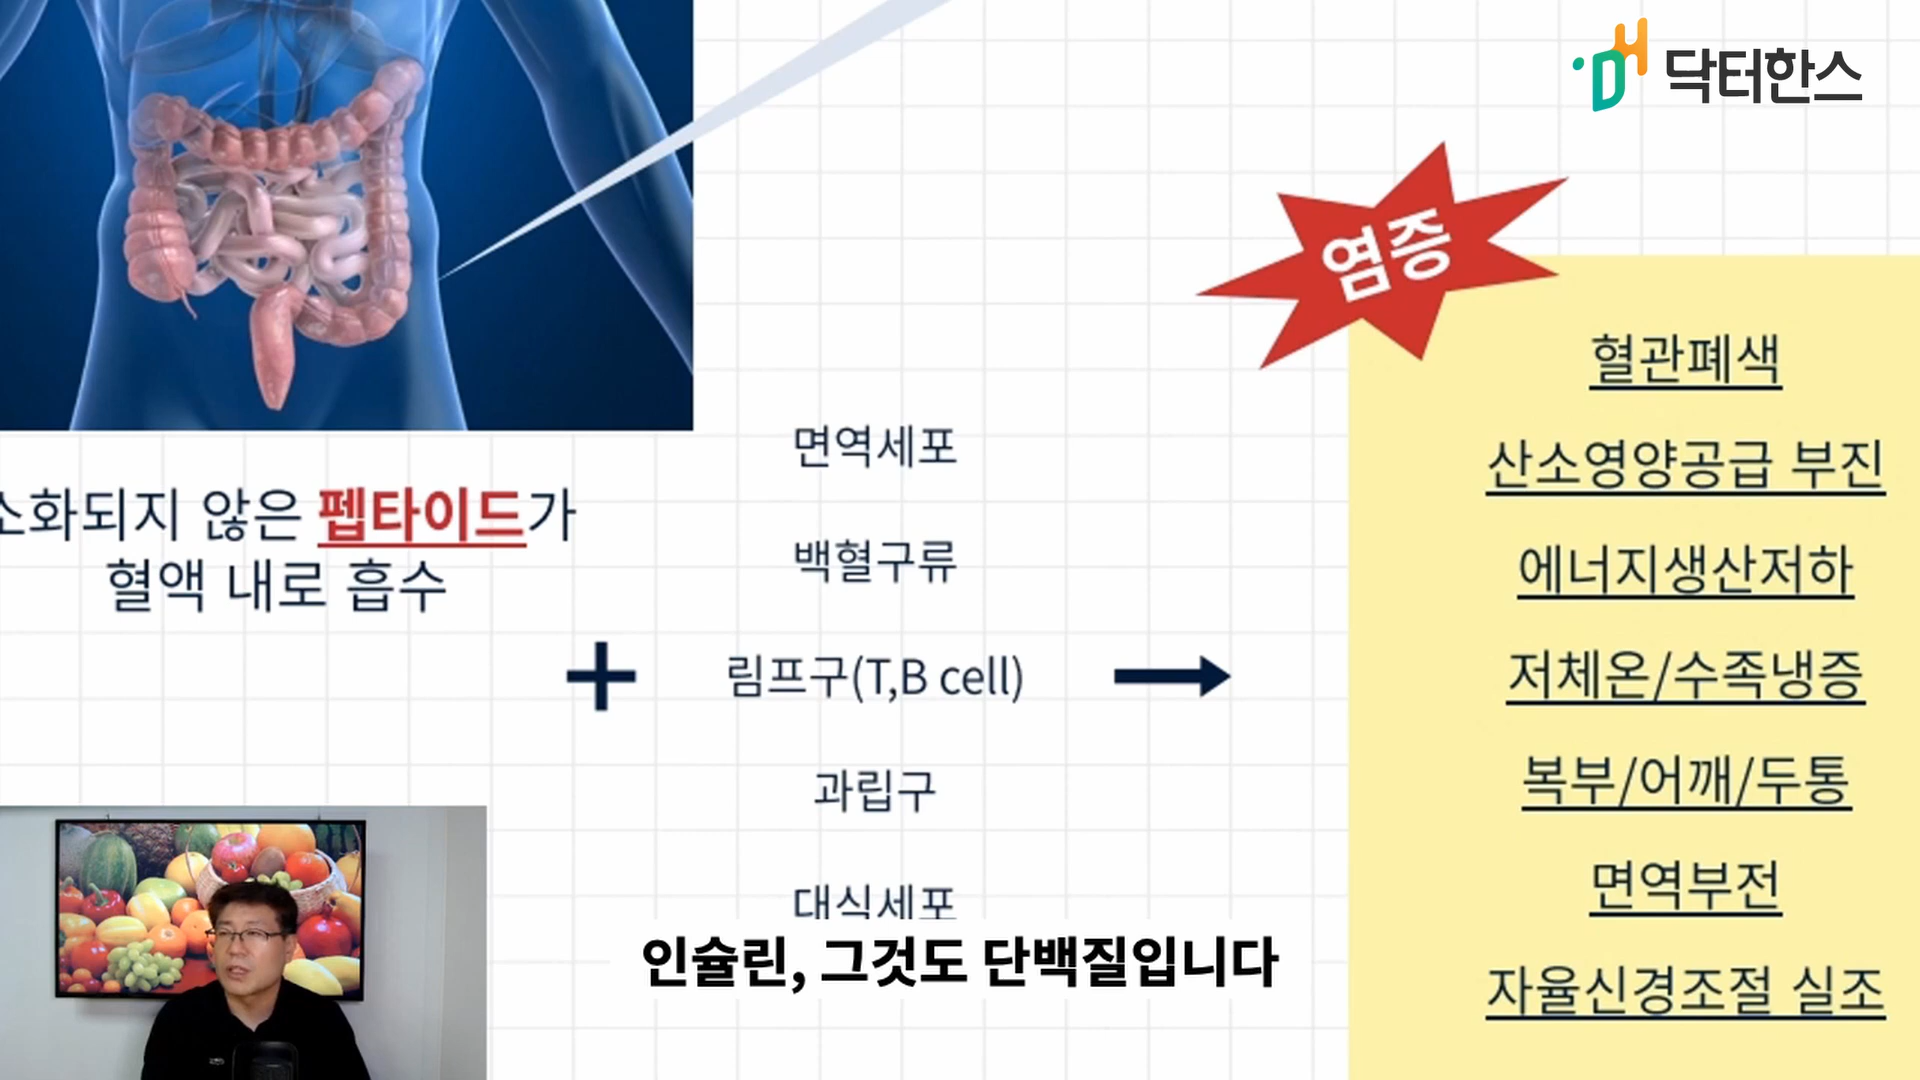 닥터한스
염증
소화되지 않은 펩타이드가
혈액 내로 흡수
+
면역세포
백혈구류
림프구(T,B cell)
과립구
대식세포
혈관폐색
산소영양공급 부진
에너지생산저하
저체온/수족냉증
복부/어깨/두통
면역부전
자율신경조절 실조
인슐린, 그것도 단백질입니다